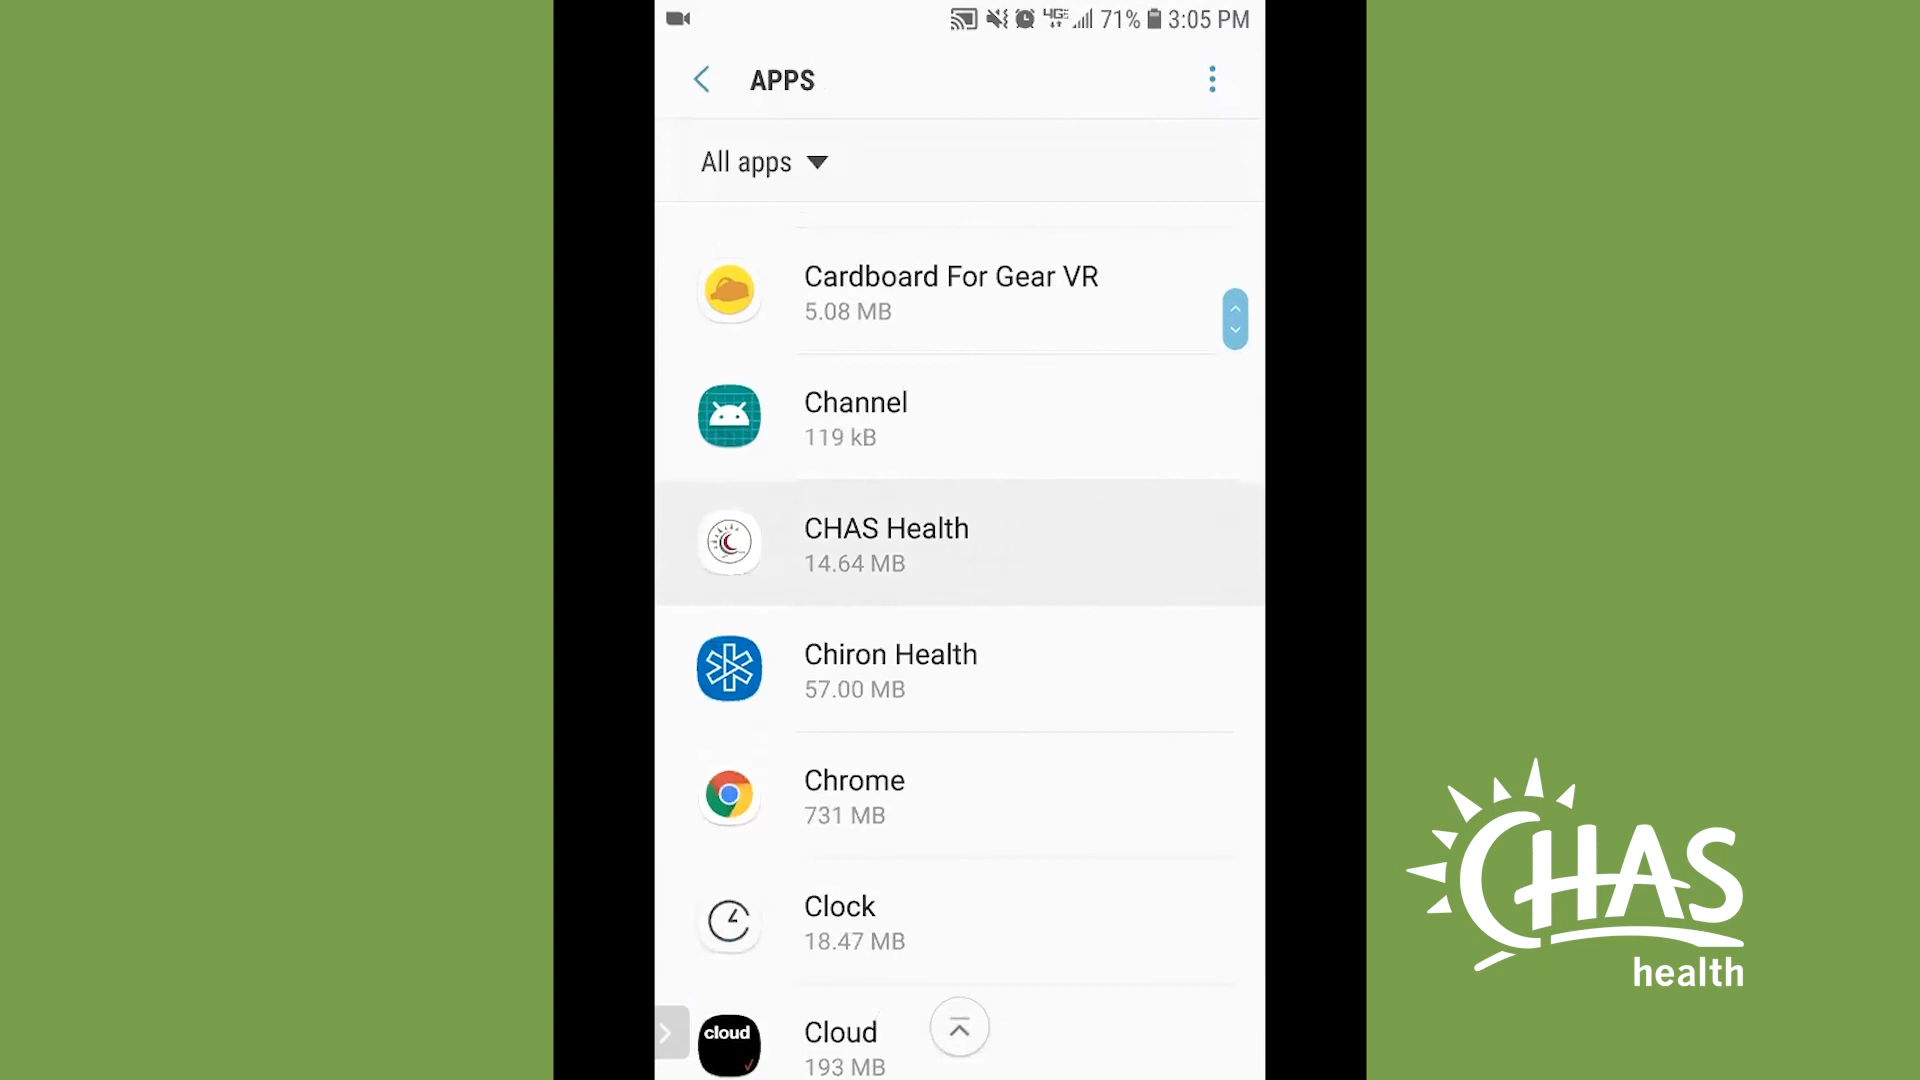 4GE 71% 3:05 PM
APPS
All apps
Cardboard For Gear VR
5.08 MB
Channel
119 kB
CHAS Health
14.64 MB
Chiron Health
57.00 MB
Chrome
731 MB
Clock
18.47 MB
cloud
Cloud
193 MB
CHAS
health